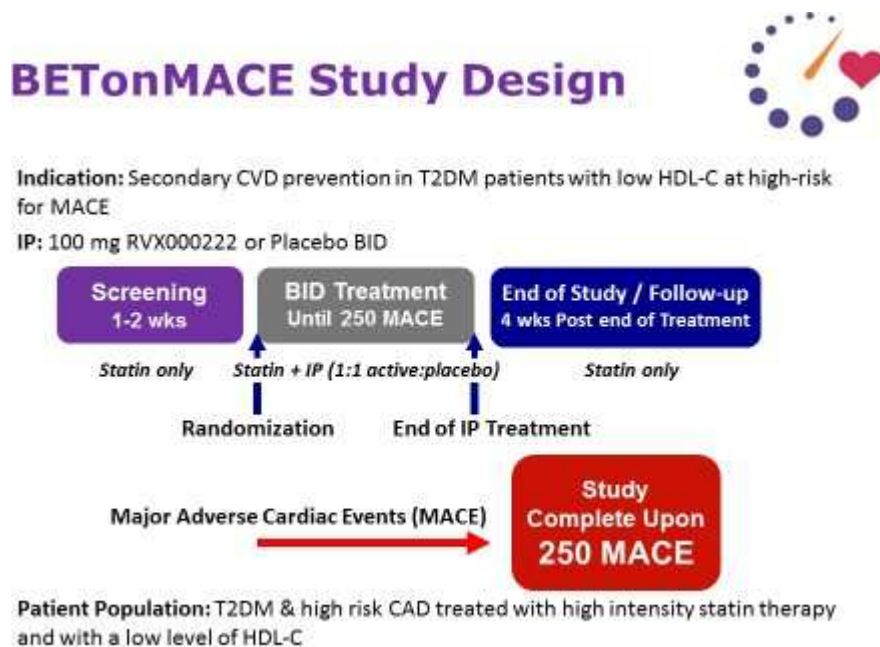 BETonMACE Study Design
Indication: Secondary CVD prevention in T2DM patients with low HDL-C at high-risk
for MACE
IP: 100 mg RVX000222 or Placebo BID
Screening
1-2 wks
BID Treatment
Until 250 MACE
End of Study / Follow-up
4 wks Post end of Treatment
Statin only
Statin + IP (1:1 active:placebo)
Statin only
Randomization
End of IP Treatment
Major Adverse Cardiac Events (MACE)
Study
Complete Upon
250 MACE
Patient Population: T2DM & high risk CAD treated with high intensity statin therapy
and with a low level of HDL-C